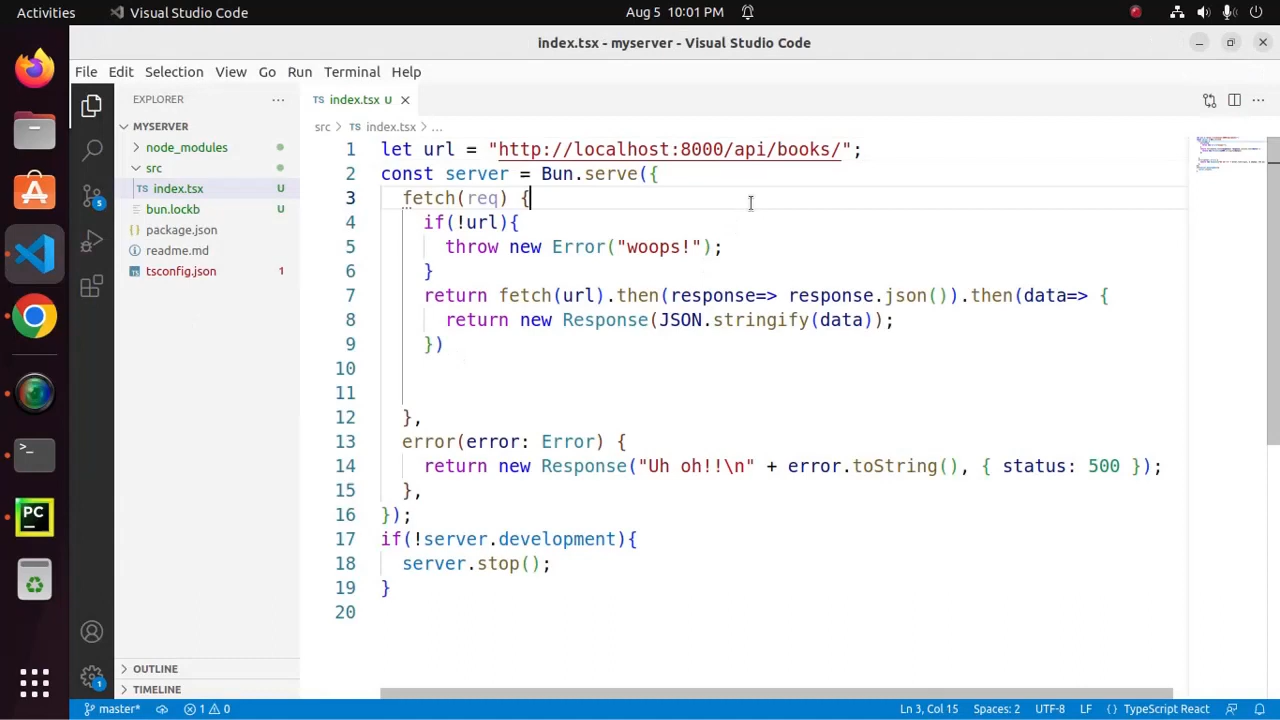 Activities
Visual Studio Code
Aug 5 10:01 PM
index.tsx - myserver - Visual Studio Code
File Edit Selection View Go Run Terminal Help
EXPLORER
MYSERVER
node_modules
src
TS index.tsx U
bun.lockb U
package.json
readme.md
TS tsconfig.json 1
5
1
PC
>_
OUTLINE
TIMELINE
TS index.tsx U
src > TS index.tsx > ...
1 let url = "http://localhost:8000/api/books/";
2 const server = Bun.serve({
3 fetch(req) {
4 if(!url){
5 throw new Error("woops!");
6 }
7 return fetch(url).then(response=> response.json()).then(data=> {
8 return new Response(JSON.stringify(data));
9 })
10
11
12 },
13 error(error: Error) {
14 return new Response("Uh oh!!\n" + error.toString(), { status: 500 });
15 },
16 });
17 if(!server.development){
18 server.stop();
19 }
20
master* 1 0 Ln 3, Col 15 Spaces: 2 UTF-8 LF {} TypeScript React